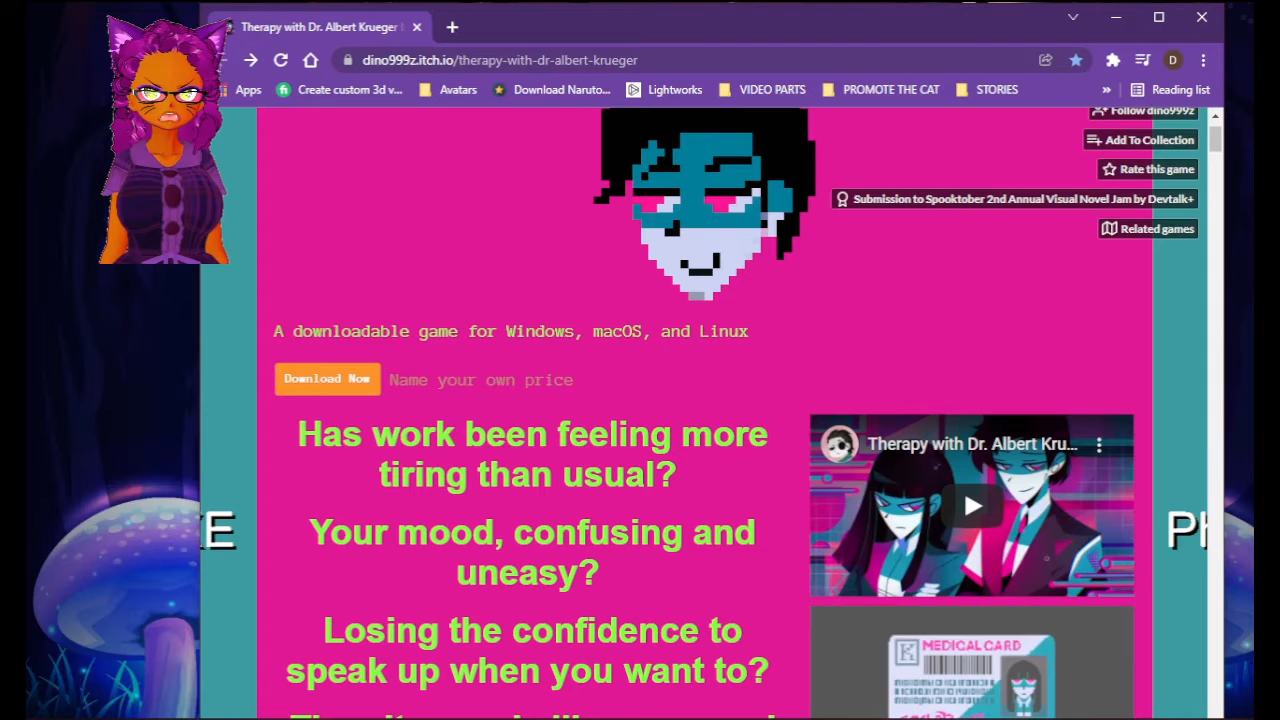 Therapy with Dr. Albert Krueger
dino999z.itch.io/therapy-with-dr-albert-krueger
D
Apps
Create custom 3d v...
Avatars
Download Naruto...
Lightworks
VIDEO PARTS
PROMOTE THE CAT
STORIES
»
Reading list
Follow dino999z
Add To Collection
Rate this game
Submission to Spooktober 2nd Annual Visual Novel Jam by Devtalk+
Related games
A downloadable game for Windows, macOS, and Linux
Download Now Name your own price
Has work been feeling more
tiring than usual?
Your mood, confusing and
uneasy?
Losing the confidence to
speak up when you want to?
Therapy with Dr. Albert Kru...
MEDICAL CARD